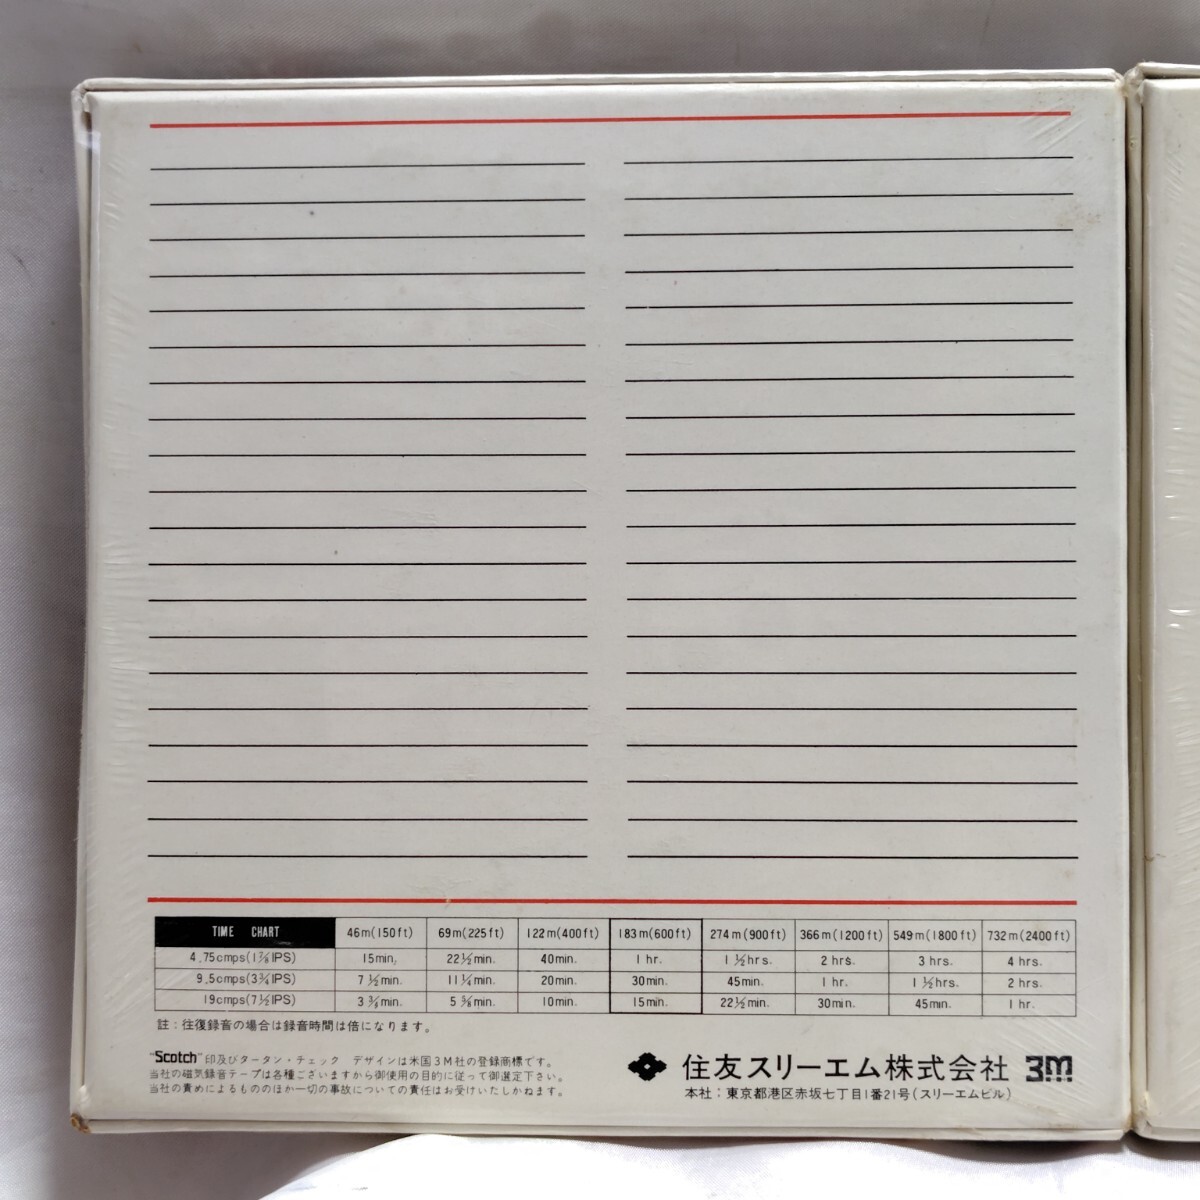 TIME CHART 46m(150ft) 69m(225ft) 122m(400ft) 183m(600ft) 274m(900ft) 366m(1200ft) 549m(1800ft) 732m(2400ft)
4.75cmps(1⅞IPS) 15min. 22½min. 40min. 1 hr. 1 ½hrs. 2 hrs. 3 hrs. 4 hrs.
9.5cmps(3¾IPS) 7 ½min. 11 ¼min. 20min. 30min. 45min. 1 hr. 1 ½hrs. 2 hrs.
19cmps(7½IPS) 3 ¾min. 5 ⅝min. 10min. 15min. 22½min. 30min. 45min. 1 hr.
註：往復録音の場合は録音時間は倍になります。
"Scotch"印及びタータン・チェック デザインは米国3M社の登録商標です。
当社の磁気録音テープは各種ございますから御使用の目的に従って御選定下さい。
当社の責めによるもののほか一切の事故についての責任はお受けいたしかねます。
住友スリーエム株式会社 3M
本社：東京都港区赤坂七丁目1番21号(スリーエムビル)